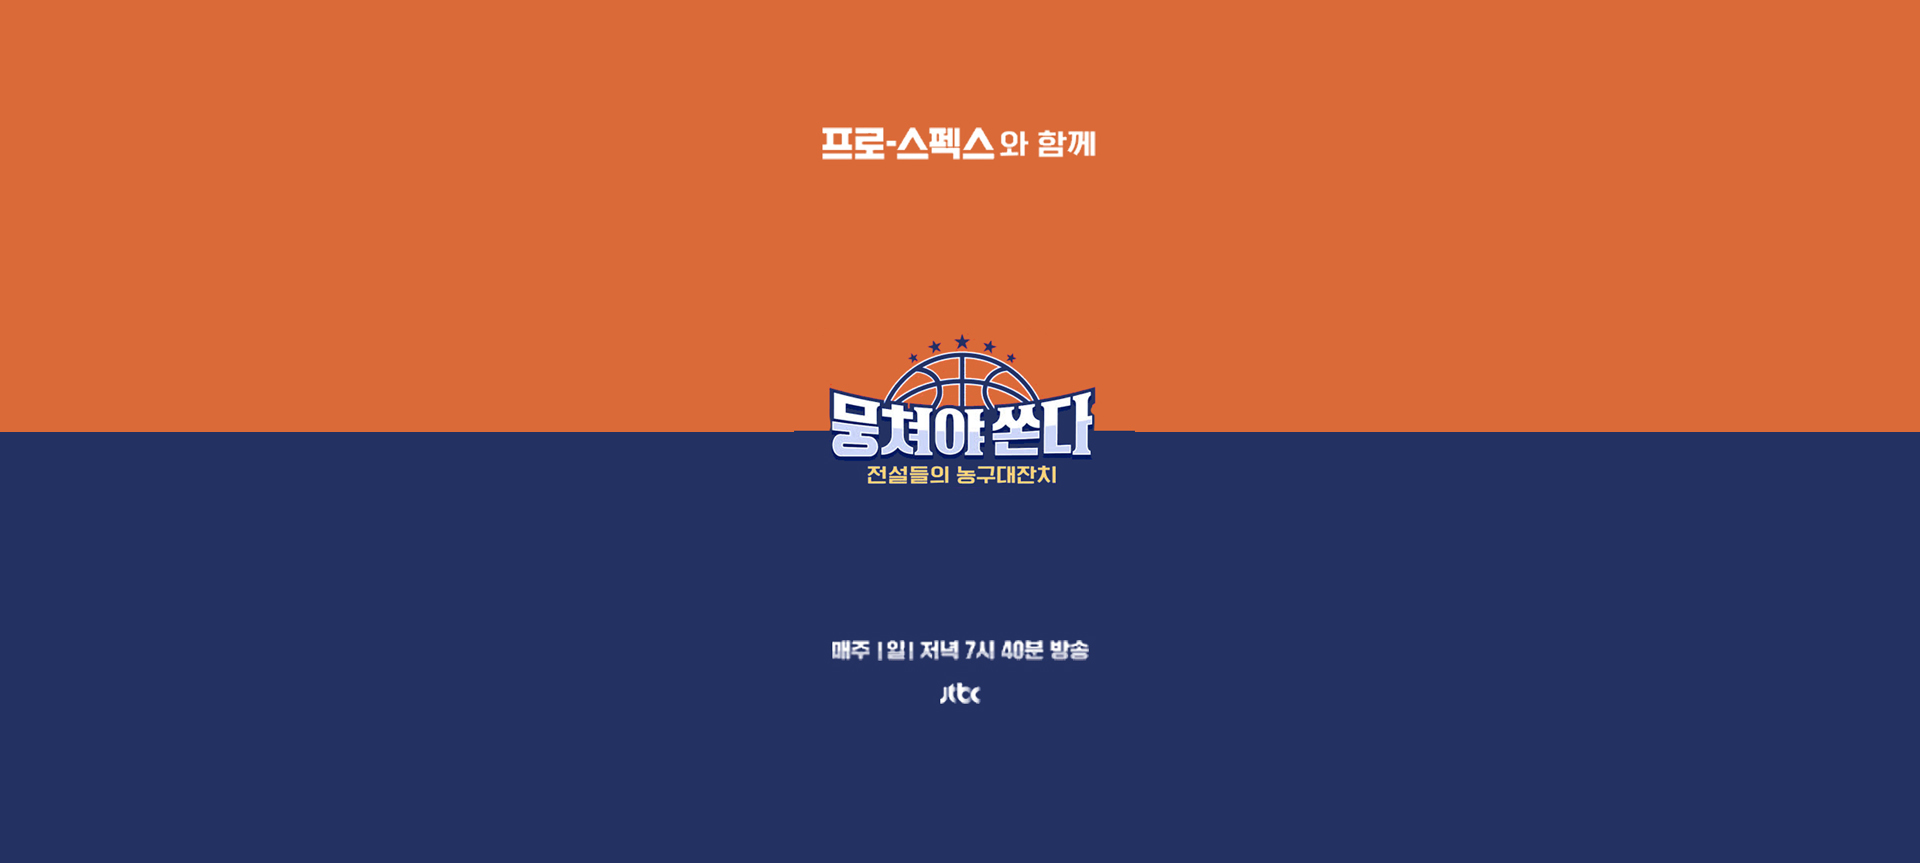 프로-스펙스와 함께
뭉쳐야 쏜다
전설들의 농구대잔치
매주 |일| 저녁 7시 40분 방송
jtbc